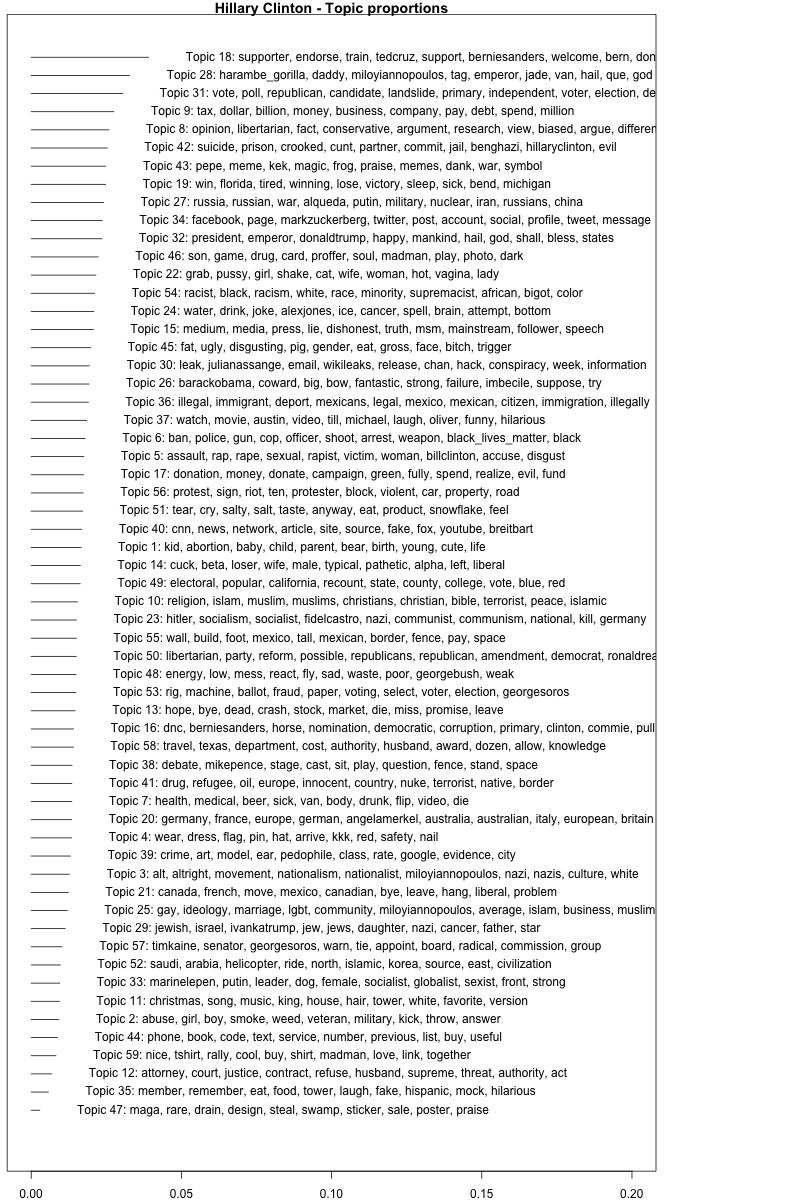 Hillary Clinton - Topic proportions
Topic 18: supporter, endorse, train, tedcruz, support, berniesanders, welcome, bern, don
Topic 28: harambe_gorilla, daddy, miloyiannopoulos, tag, emperor, jade, van, hail, que, god
Topic 31: vote, poll, republican, candidate, landslide, primary, independent, voter, election, de
Topic 9: tax, dollar, billion, money, business, company, pay, debt, spend, million
Topic 8: opinion, libertarian, fact, conservative, argument, research, view, biased, argue, differen
Topic 42: suicide, prison, crooked, cunt, partner, commit, jail, benghazi, hillaryclinton, evil
Topic 43: pepe, meme, kek, magic, frog, praise, memes, dank, war, symbol
Topic 19: win, florida, tired, winning, lose, victory, sleep, sick, bend, michigan
Topic 27: russia, russian, war, alqueda, putin, military, nuclear, iran, russians, china
Topic 34: facebook, page, markzuckerberg, twitter, post, account, social, profile, tweet, message
Topic 32: president, emperor, donaldtrump, happy, mankind, hail, god, shall, bless, states
Topic 46: son, game, drug, card, proffer, soul, madman, play, photo, dark
Topic 22: grab, pussy, girl, shake, cat, wife, woman, hot, vagina, lady
Topic 54: racist, black, racism, white, race, minority, supremacist, african, bigot, color
Topic 24: water, drink, joke, alexjones, ice, cancer, spell, brain, attempt, bottom
Topic 15: medium, media, press, lie, dishonest, truth, msm, mainstream, follower, speech
Topic 45: fat, ugly, disgusting, pig, gender, eat, gross, face, bitch, trigger
Topic 30: leak, julianassange, email, wikileaks, release, chan, hack, conspiracy, week, information
Topic 26: barackobama, coward, big, bow, fantastic, strong, failure, imbecile, suppose, try
Topic 36: illegal, immigrant, deport, mexicans, legal, mexico, mexican, citizen, immigration, illegally
Topic 37: watch, movie, austin, video, till, michael, laugh, oliver, funny, hilarious
Topic 6: ban, police, gun, cop, officer, shoot, arrest, weapon, black_lives_matter, black
Topic 5: assault, rap, rape, sexual, rapist, victim, woman, billclinton, accuse, disgust
Topic 17: donation, money, donate, campaign, green, fully, spend, realize, evil, fund
Topic 56: protest, sign, riot, ten, protester, block, violent, car, property, road
Topic 51: tear, cry, salty, salt, taste, anyway, eat, product, snowflake, feel
Topic 40: cnn, news, network, article, site, source, fake, fox, youtube, breitbart
Topic 1: kid, abortion, baby, child, parent, bear, birth, young, cute, life
Topic 14: cuck, beta, loser, wife, male, typical, pathetic, alpha, left, liberal
Topic 49: electoral, popular, california, recount, state, county, college, vote, blue, red
Topic 10: religion, islam, muslim, muslims, christians, christian, bible, terrorist, peace, islamic
Topic 23: hitler, socialism, socialist, fidelcastro, nazi, communist, communism, national, kill, germany
Topic 55: wall, build, foot, mexico, tall, mexican, border, fence, pay, space
Topic 50: libertarian, party, reform, possible, republicans, republican, amendment, democrat, ronaldrea
Topic 48: energy, low, mess, react, fly, sad, waste, poor, georgebush, weak
Topic 53: rig, machine, ballot, fraud, paper, voting, select, voter, election, georgesoros
Topic 13: hope, bye, dead, crash, stock, market, die, miss, promise, leave
Topic 16: dnc, berniesanders, horse, nomination, democratic, corruption, primary, clinton, commie, pull
Topic 58: travel, texas, department, cost, authority, husband, award, dozen, allow, knowledge
Topic 38: debate, mikepence, stage, cast, sit, play, question, fence, stand, space
Topic 41: drug, refugee, oil, europe, innocent, country, nuke, terrorist, native, border
Topic 7: health, medical, beer, sick, van, body, drunk, flip, video, die
Topic 20: germany, france, europe, german, angelamerkel, australia, australian, italy, european, britain
Topic 4: wear, dress, flag, pin, hat, arrive, kkk, red, safety, nail
Topic 39: crime, art, model, ear, pedophile, class, rate, google, evidence, city
Topic 3: alt, altright, movement, nationalism, nationalist, miloyiannopoulos, nazi, nazis, culture, white
Topic 21: canada, french, move, mexico, canadian, bye, leave, hang, liberal, problem
Topic 25: gay, ideology, marriage, lgbt, community, miloyiannopoulos, average, islam, business, muslim
Topic 29: jewish, israel, ivankatrump, jew, jews, daughter, nazi, cancer, father, star
Topic 57: timkaine, senator, georgesoros, warn, tie, appoint, board, radical, commission, group
Topic 52: saudi, arabia, helicopter, ride, north, islamic, korea, source, east, civilization
Topic 33: marinelepen, putin, leader, dog, female, socialist, globalist, sexist, front, strong
Topic 11: christmas, song, music, king, house, hair, tower, white, favorite, version
Topic 2: abuse, girl, boy, smoke, weed, veteran, military, kick, throw, answer
Topic 44: phone, book, code, text, service, number, previous, list, buy, useful
Topic 59: nice, tshirt, rally, cool, buy, shirt, madman, love, link, together
Topic 12: attorney, court, justice, contract, refuse, husband, supreme, threat, authority, act
Topic 35: member, remember, eat, food, tower, laugh, fake, hispanic, mock, hilarious
Topic 47: maga, rare, drain, design, steal, swamp, sticker, sale, poster, praise
0.00 0.05 0.10 0.15 0.20